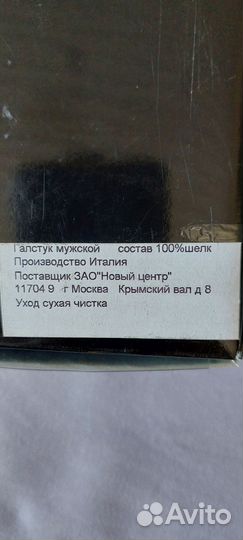 Галстук мужской состав 100%шелк
Производство Италия
Поставщик ЗАО"Новый центр"
11704 9 г Москва Крымский вал д 8
Уход сухая чистка
Avito